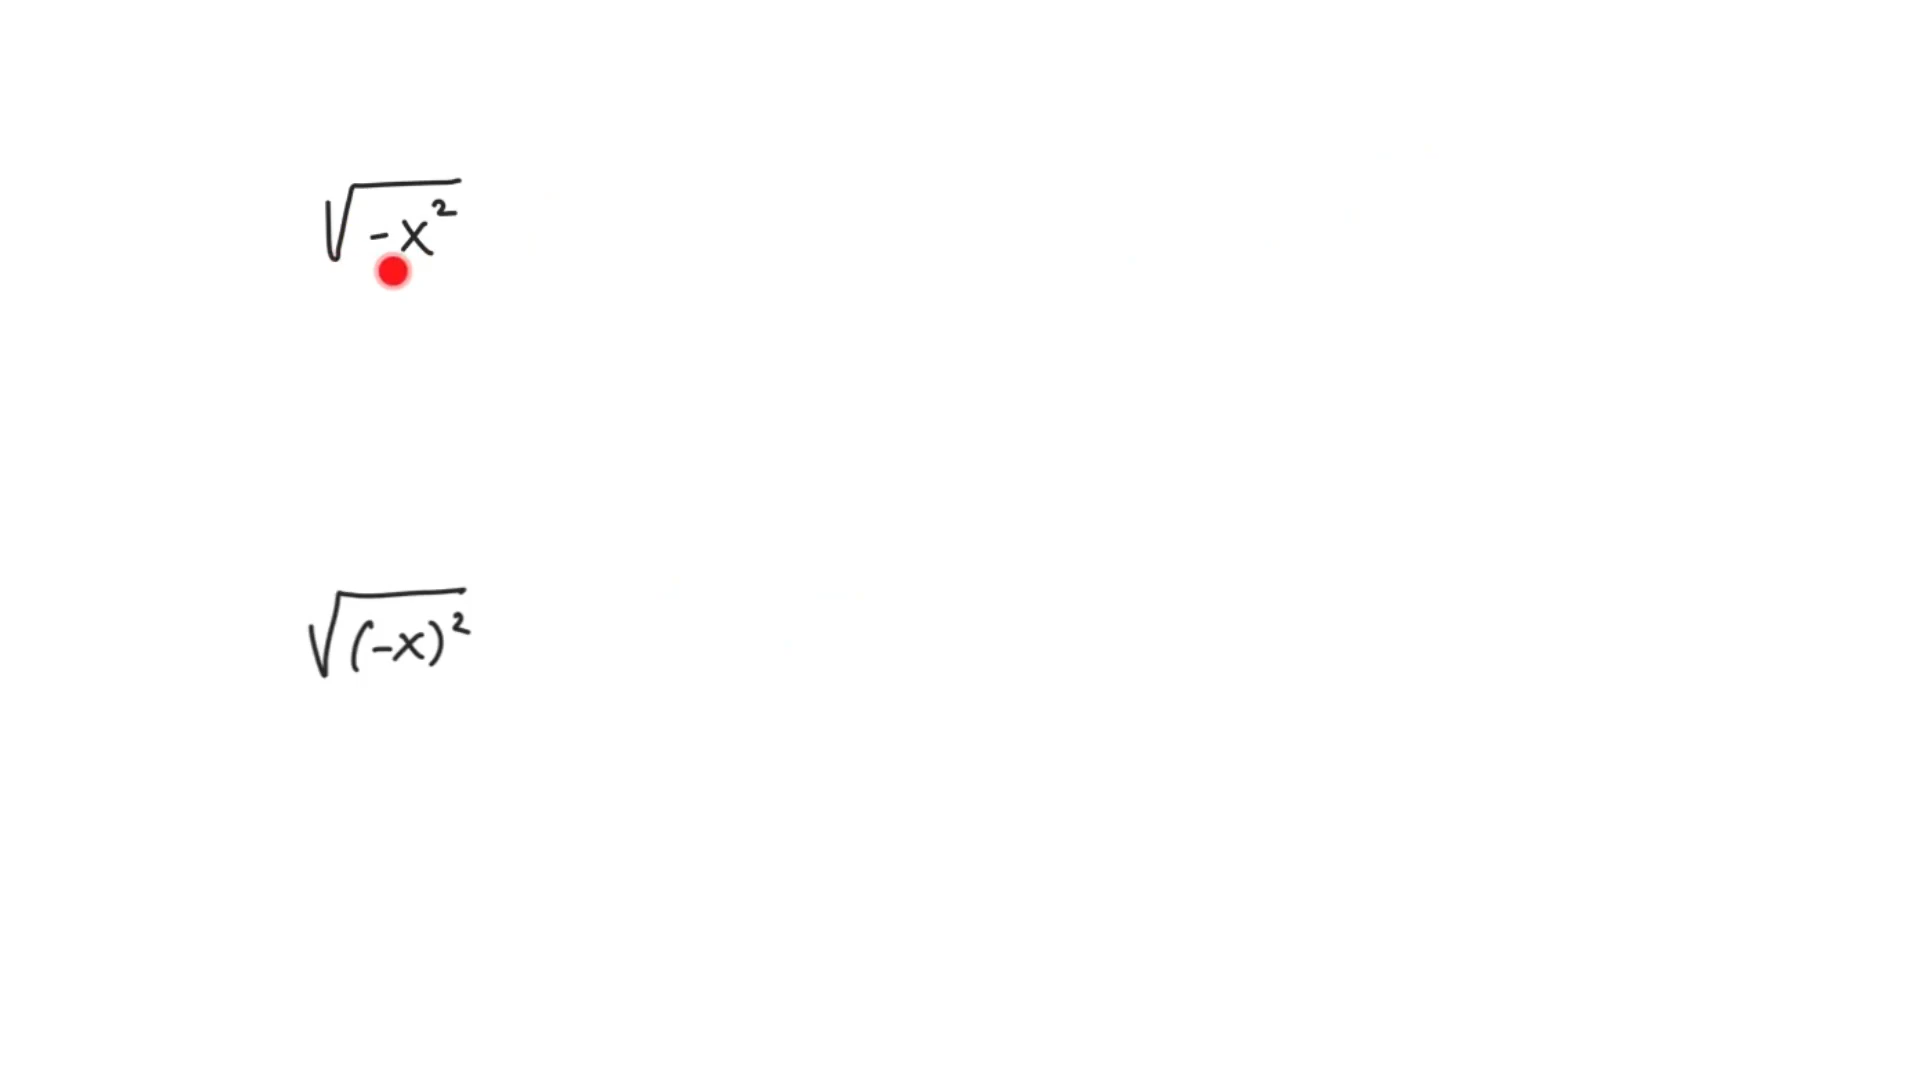 √-x²
√(-x)²